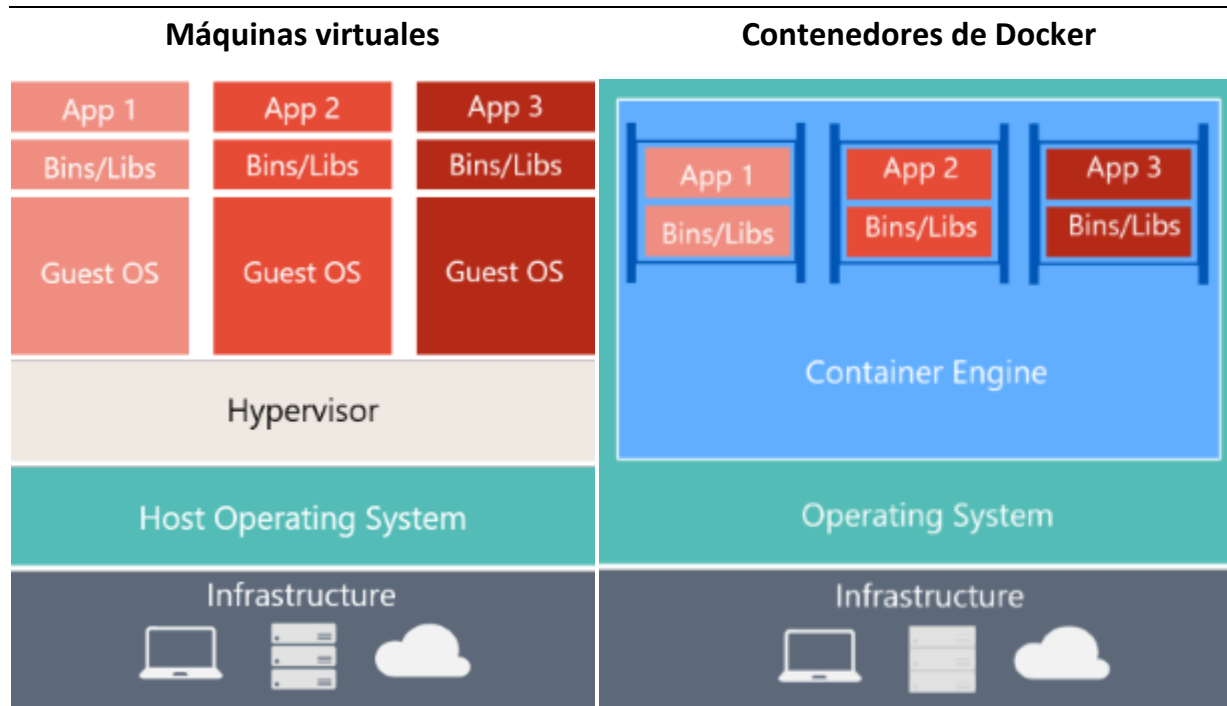 Máquinas virtuales
App 1
App 2
App 3
Bins/Libs
Bins/Libs
Bins/Libs
Guest OS
Guest OS
Guest OS
Hypervisor
Host Operating System
Infrastructure
Contenedores de Docker
App 1
App 2
App 3
Bins/Libs
Bins/Libs
Bins/Libs
Container Engine
Operating System
Infrastructure